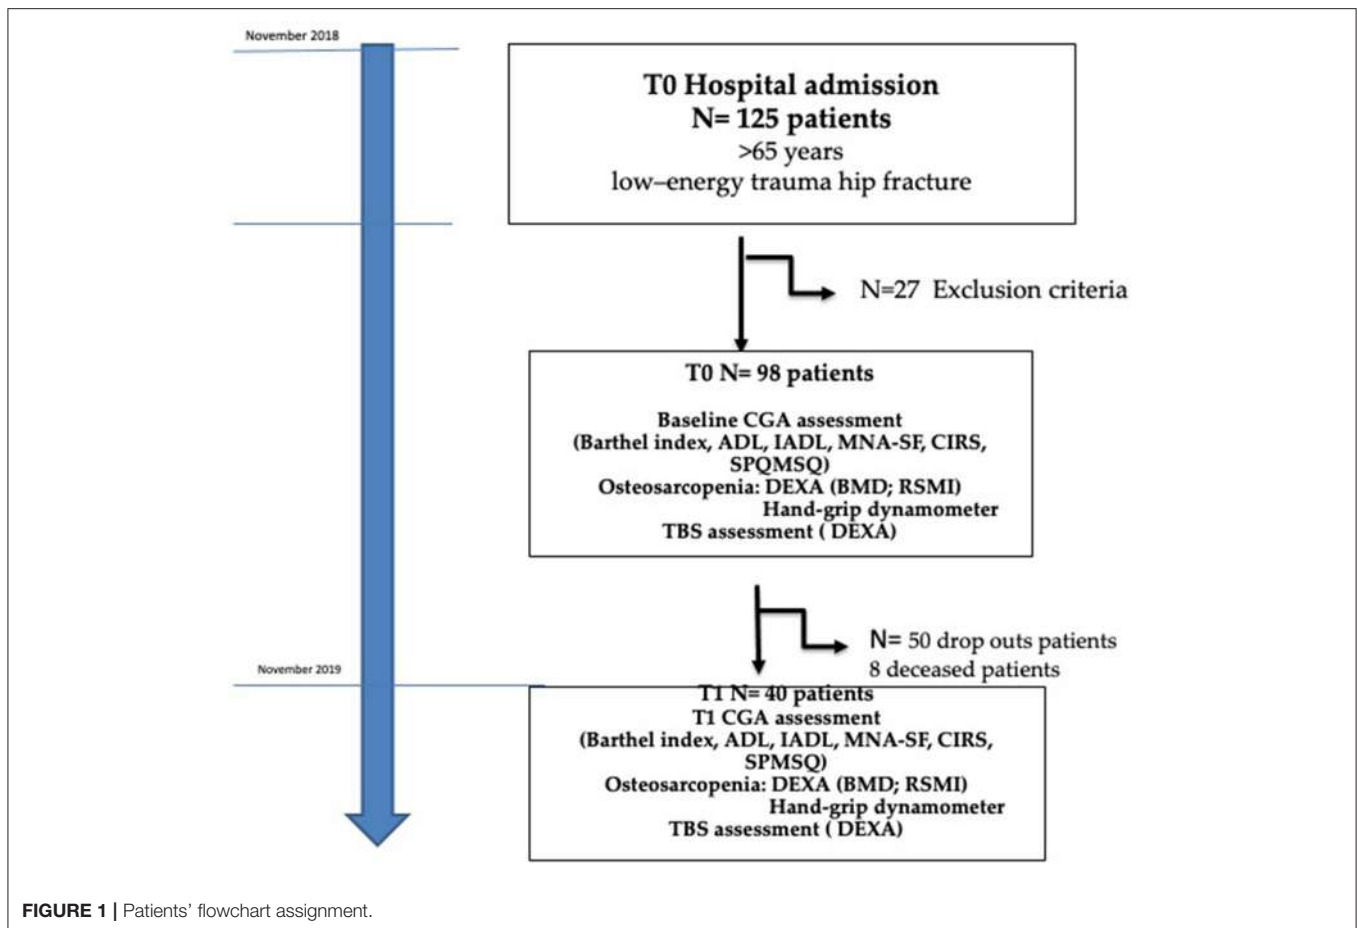 November 2018
T0 Hospital admission
N= 125 patients
>65 years
low–energy trauma hip fracture
N=27 Exclusion criteria
T0 N= 98 patients
Baseline CGA assessment
(Barthel index, ADL, IADL, MNA-SF, CIRS,
SPQMSQ)
Osteosarcopenia: DEXA (BMD; RSMI)
Hand-grip dynamometer
TBS assessment ( DEXA)
N= 50 drop outs patients
8 deceased patients
November 2019
T1 N= 40 patients
T1 CGA assessment
(Barthel index, ADL, IADL, MNA-SF, CIRS,
SPMSQ)
Osteosarcopenia: DEXA (BMD; RSMI)
Hand-grip dynamometer
TBS assessment ( DEXA)
FIGURE 1 | Patients’ flowchart assignment.